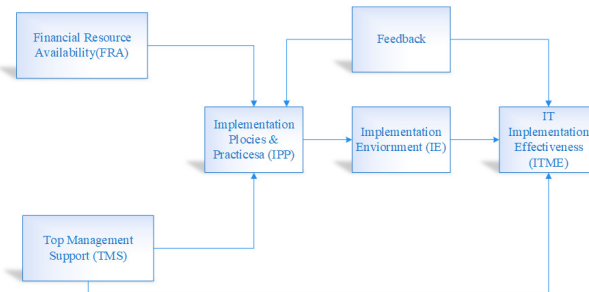 Financial Resource
Availability(FRA)
Feedback
Implementation
Plocies &
Practicesa (IPP)
Implementation
Enviornment (IE)
IT
Implementation
Effectiveness
(ITME)
Top Management
Support (TMS)